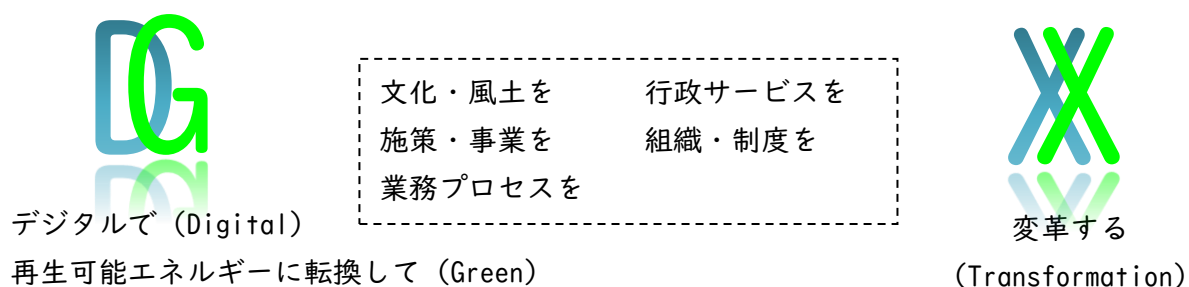 DG
XX
文化・風土を 行政サービスを
施策・事業を 組織・制度を
業務プロセスを
デジタルで（Digital）
変革する
再生可能エネルギーに転換して（Green）
（Transformation）